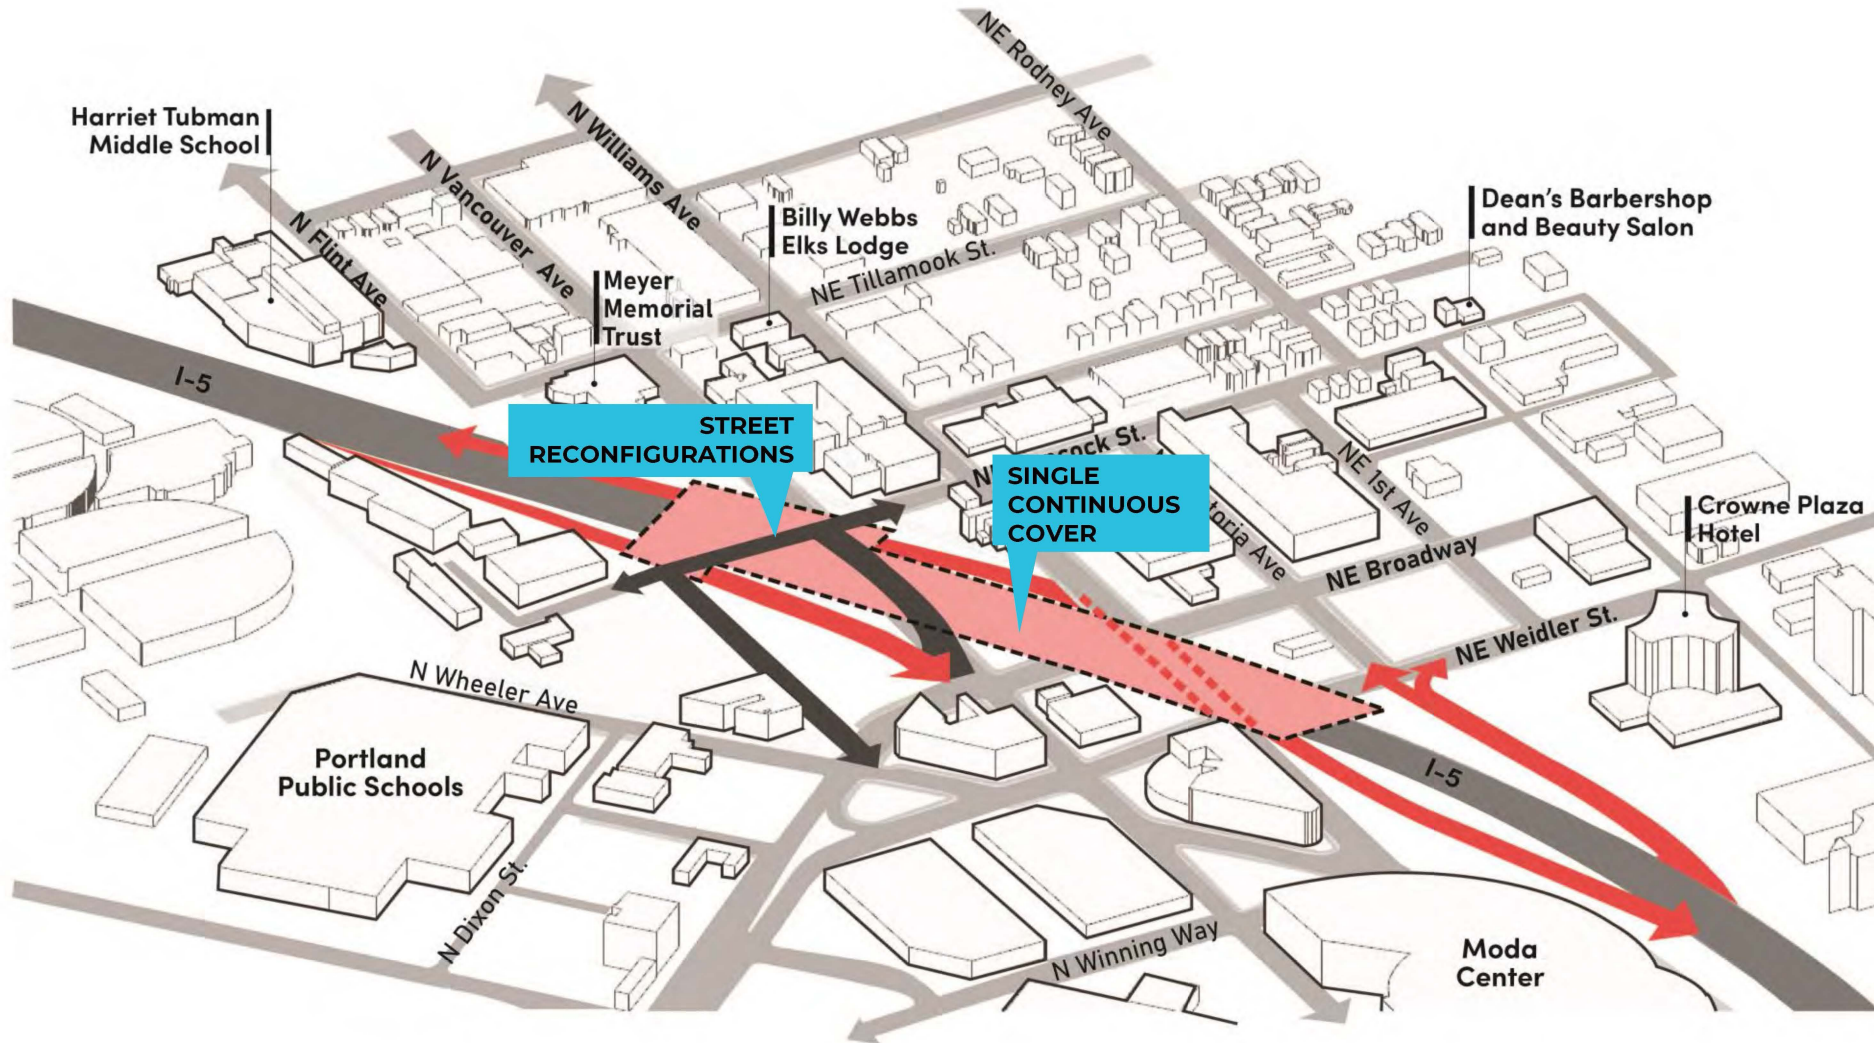 NE Rodney Ave
Harriet Tubman
Middle School
N Williams Ave
N Vancouver Ave
N Flint Ave
Billy Webbs
Elks Lodge
Dean's Barbershop
and Beauty Salon
NE Tillamook St.
Meyer
Memorial
Trust
I-5
STREET
RECONFIGURATIONS
St.
SINGLE
CONTINUOUS
COVER
Ave
NE 1st Ave
Crowne Plaza
Hotel
NE Broadway
NE Weidler St.
N Wheeler Ave
Portland
Public Schools
I-5
N Dixon St.
N Winning Way
Moda
Center